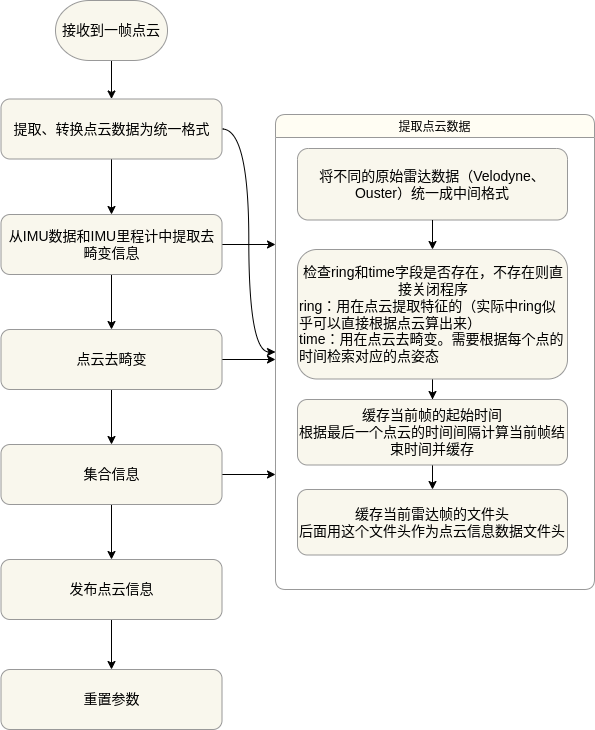 接收到一帧点云
提取、转换点云数据为统一格式
从IMU数据和IMU里程计中提取去
畸变信息
点云去畸变
集合信息
发布点云信息
重置参数
提取点云数据
将不同的原始雷达数据（Velodyne、
Ouster）统一成中间格式
检查ring和time字段是否存在，不存在则直
接关闭程序
ring：用在点云提取特征的（实际中ring似
乎可以直接根据点云算出来）
time：用在点云去畸变。需要根据每个点的
时间检索对应的点姿态
缓存当前帧的起始时间
根据最后一个点云的时间间隔计算当前帧结
束时间并缓存
缓存当前雷达帧的文件头
后面用这个文件头作为点云信息数据文件头